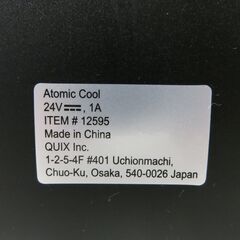 Atomic Cool
24V⎓, 1A
ITEM # 12595
Made in China
QUIX Inc.
1-2-5-4F #401 Uchionmachi,
Chuo-Ku, Osaka, 540-0026 Japan